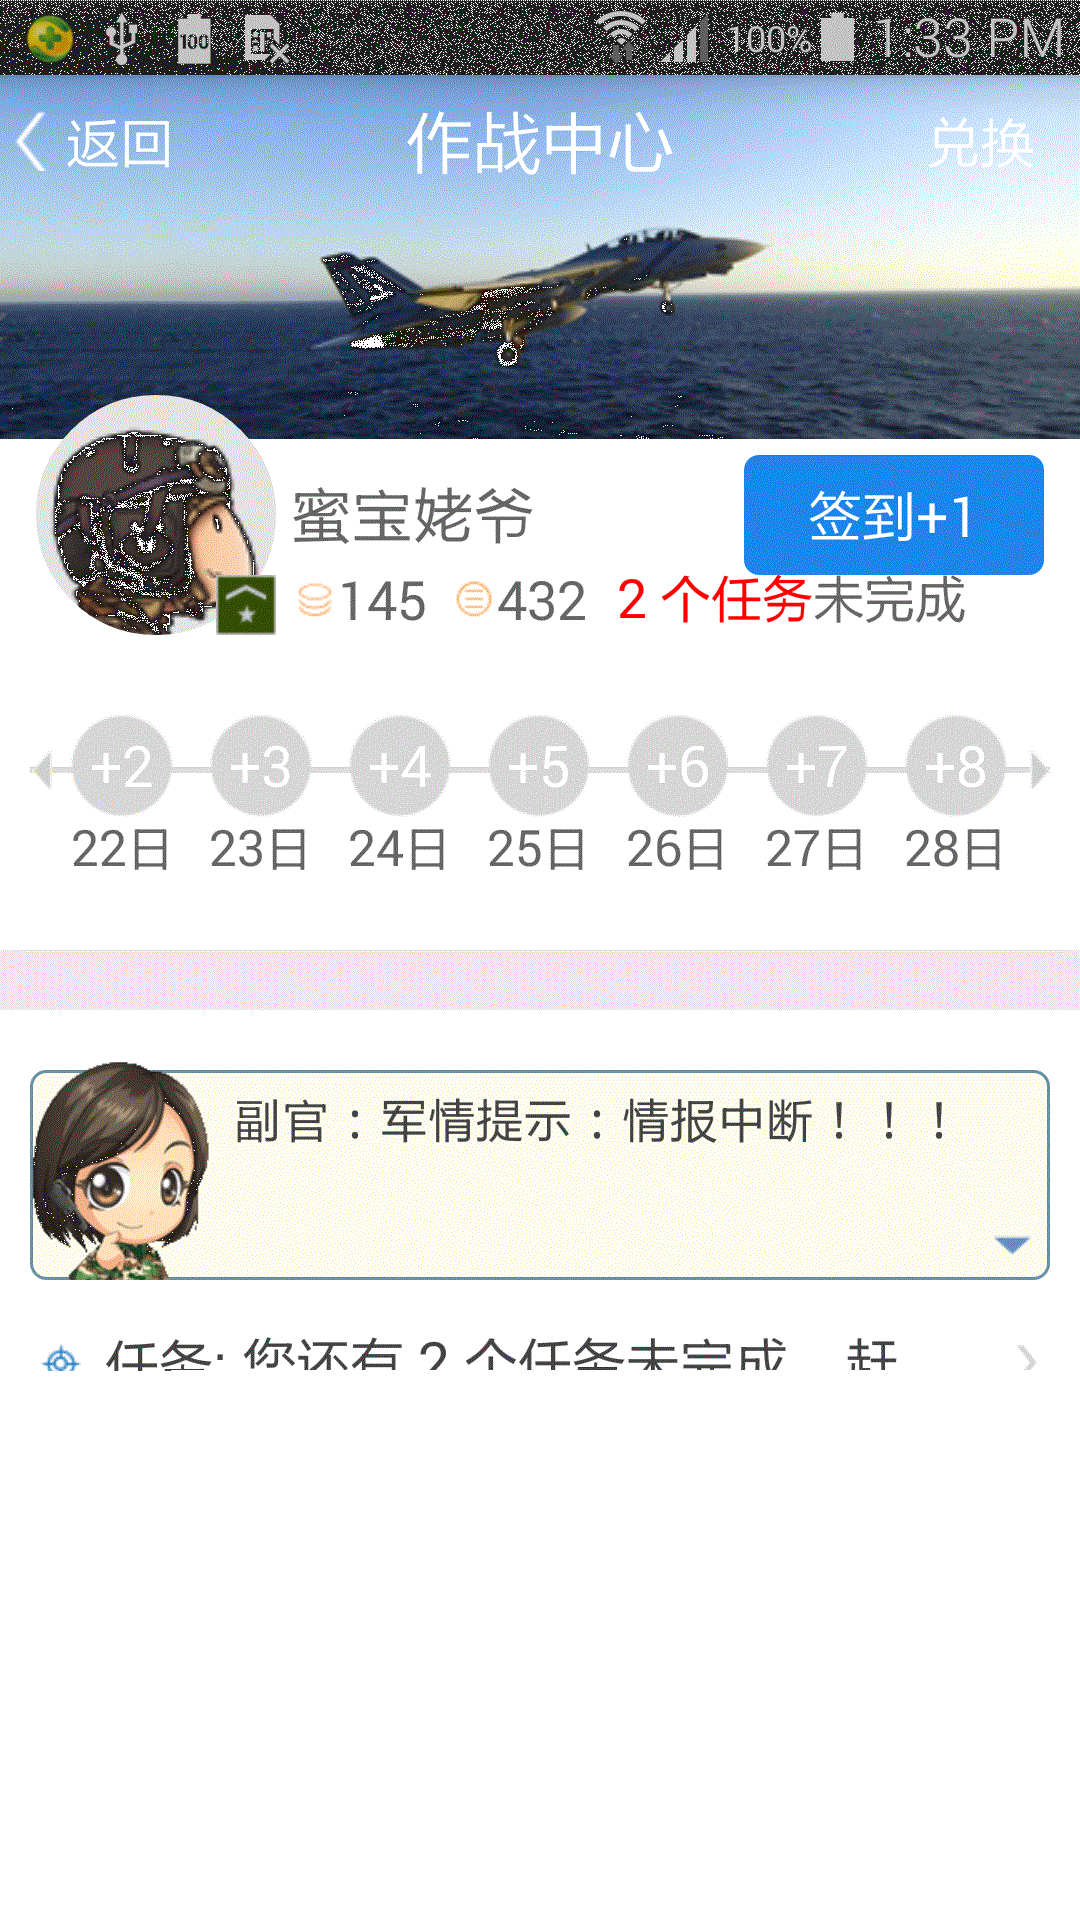 100 100% 1:33 PM
返回 作战中心 兑换
蜜宝姥爷
签到+1
145 432 2 个任务未完成
+2 +3 +4 +5 +6 +7 +8
22日 23日 24日 25日 26日 27日 28日
副官：军情提示：情报中断！！！
任务: 您还有 2 个任务未完成 赶